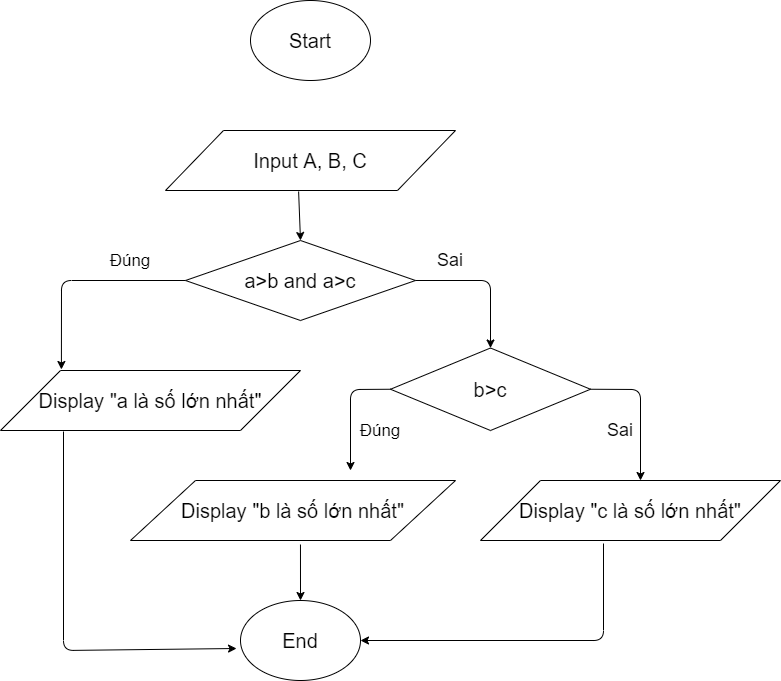 Start
Input A, B, C
a>b and a>c
Đúng
Sai
b>c
Display "a là số lớn nhất"
Đúng
Sai
Display "b là số lớn nhất"
Display "c là số lớn nhất"
End